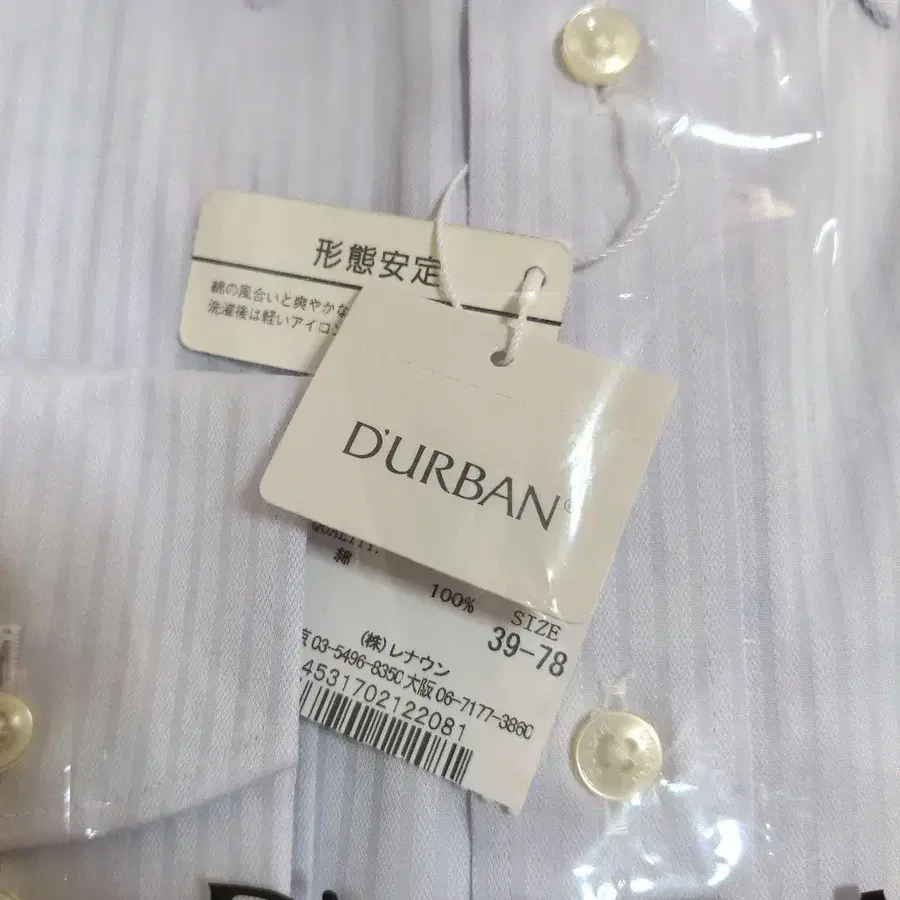 形態安定
綿の風合いと爽やかな
洗濯後は軽いアイロン
D'URBAN®
QUALITY.
綿
100%
SIZE
39-78
(株)レナウン
京 03-5496-8350 大阪 06-7177-3860
4531702122081